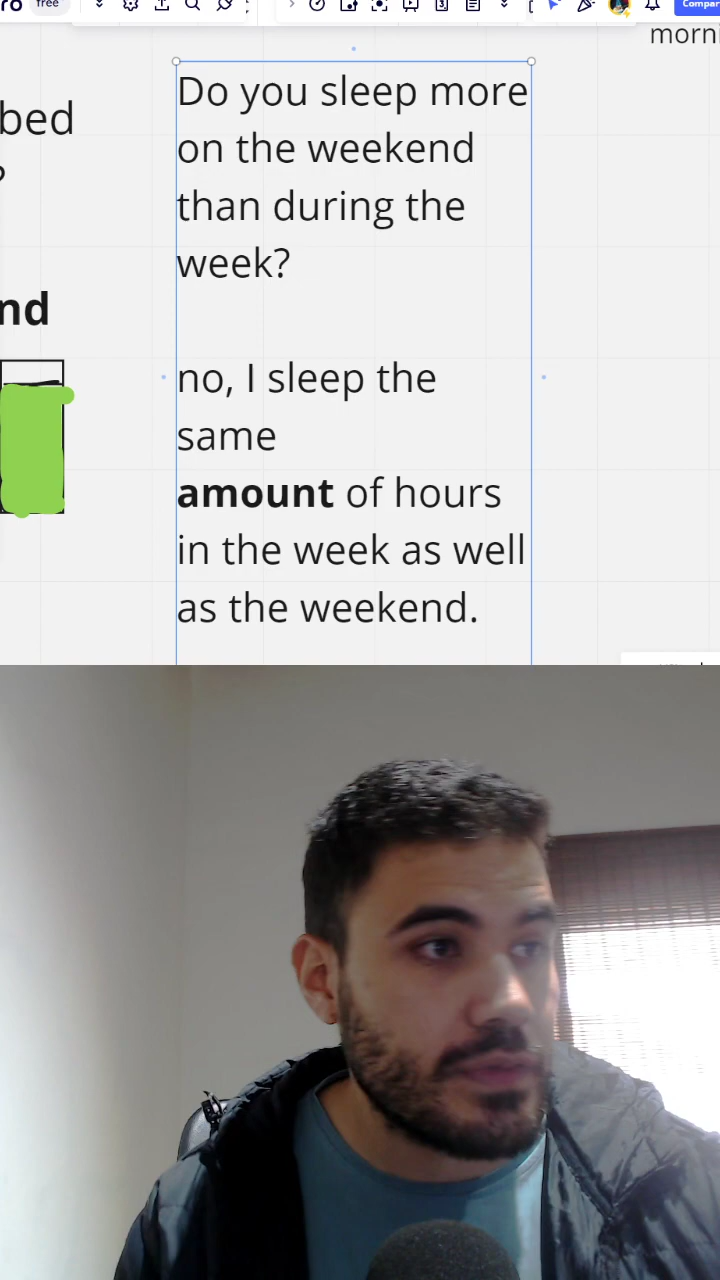 free
morni
bed
?
Do you sleep more
on the weekend
than during the
week?
nd
no, I sleep the
same
amount of hours
in the week as well
as the weekend.